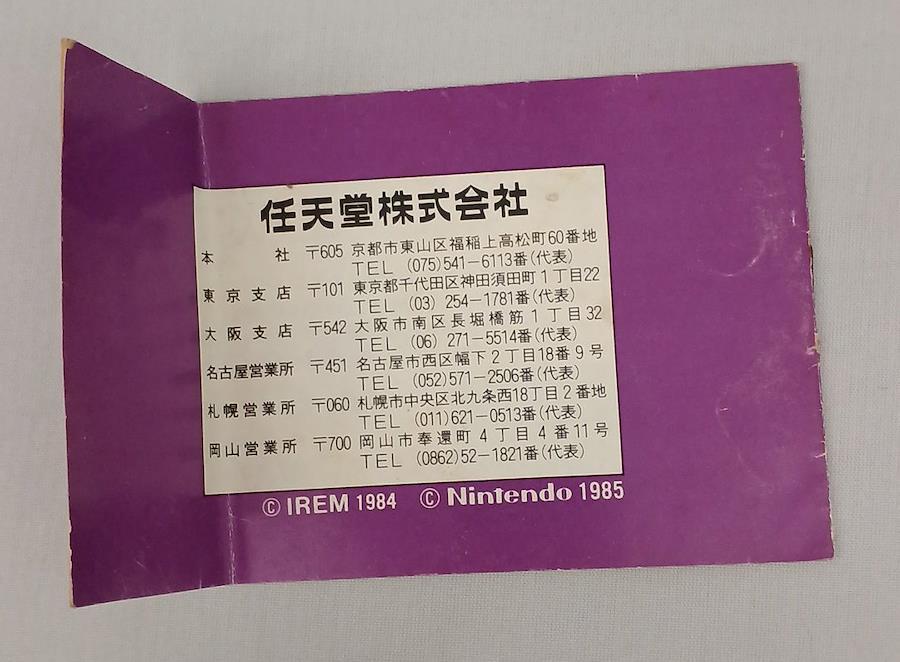 任天堂株式会社
本社 〒605 京都市東山区福稲上高松町60番地
TEL (075)541-6113番(代表)
東京支店 〒101 東京都千代田区神田須田町1丁目22
TEL (03) 254-1781番(代表)
大阪支店 〒542 大阪市南区長堀橋筋1丁目32
TEL (06) 271-5514番(代表)
名古屋営業所 〒451 名古屋市西区幅下2丁目18番9号
TEL (052)571-2506番(代表)
札幌営業所 〒060 札幌市中央区北九条西18丁目2番地
TEL (011)621-0513番(代表)
岡山営業所 〒700 岡山市奉還町4丁目4番11号
TEL (0862)52-1821番(代表)
© IREM 1984 © Nintendo 1985